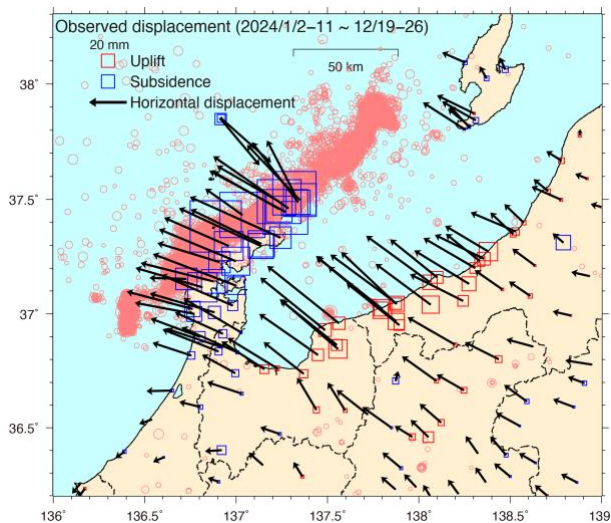 Observed displacement (2024/1/2−11 ~ 12/19−26)
20 mm
Uplift
Subsidence
Horizontal displacement
50 km
38˚
37.5˚
37˚
36.5˚
136˚ 136.5˚ 137˚ 137.5˚ 138˚ 138.5˚ 139˚